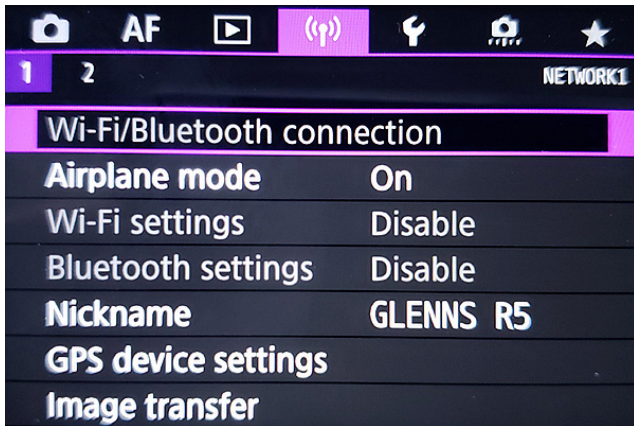 AF
1 2 NETWORK1
Wi-Fi/Bluetooth connection
Airplane mode On
Wi-Fi settings Disable
Bluetooth settings Disable
Nickname GLENNS R5
GPS device settings
Image transfer